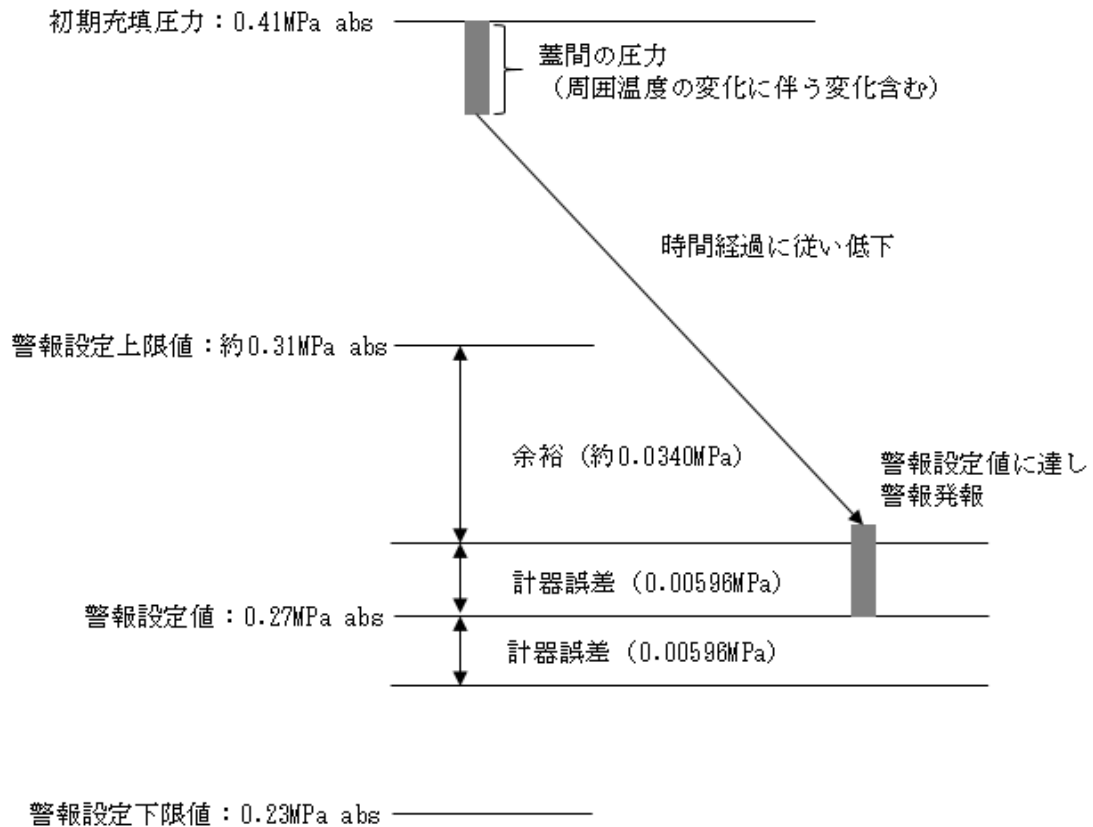 初期充填圧力：0.41MPa abs
蓋間の圧力
（周囲温度の変化に伴う変化含む）
時間経過に従い低下
警報設定上限値：約0.31MPa abs
余裕（約0.0340MPa）
警報設定値に達し
警報発報
計器誤差（0.00596MPa）
警報設定値：0.27MPa abs
計器誤差（0.00596MPa）
警報設定下限値：0.23MPa abs